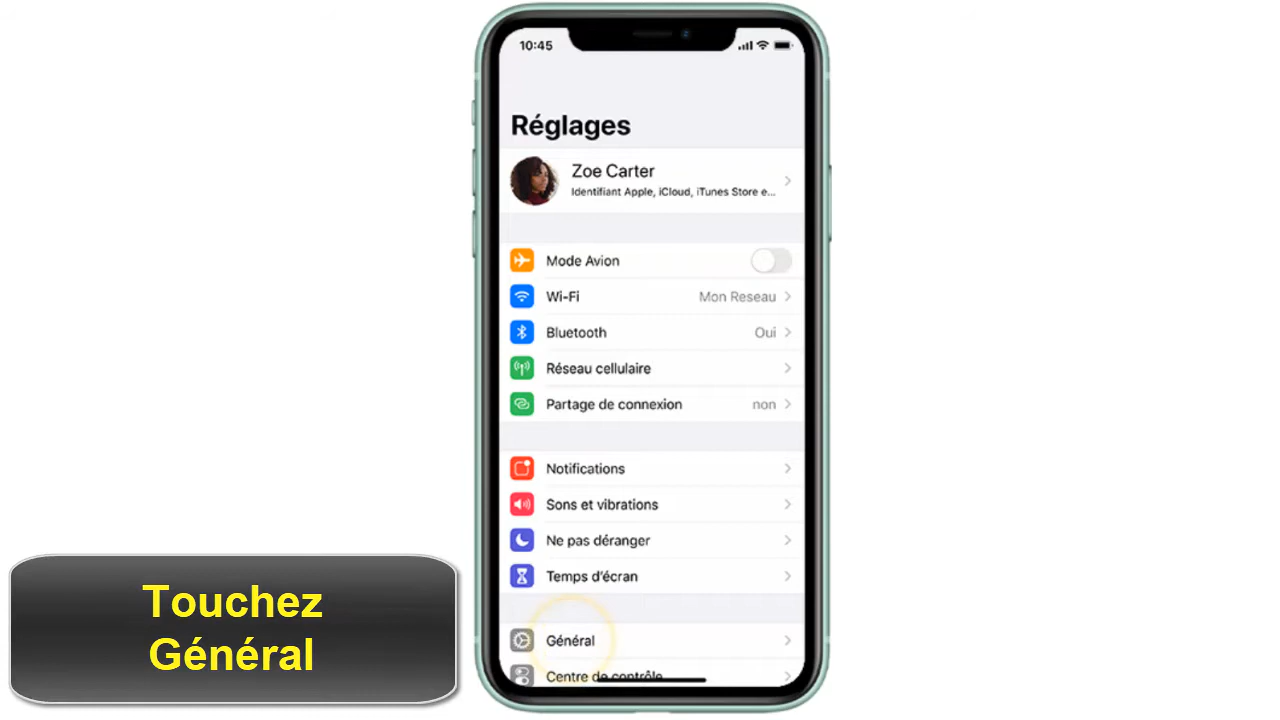 10:45
Réglages
Zoe Carter
Identifiant Apple, iCloud, iTunes Store e...
Mode Avion
Wi-Fi Mon Reseau
Bluetooth Oui
Réseau cellulaire
Partage de connexion non
Notifications
Sons et vibrations
Ne pas déranger
Temps d'écran
Général
Centre de contrôle
Touchez
Général